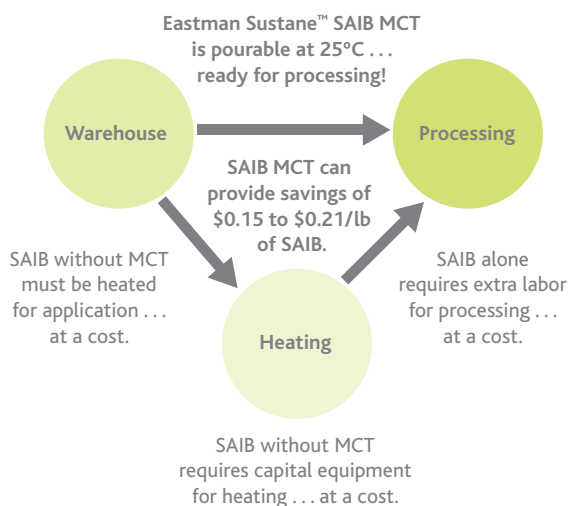 Eastman Sustane™ SAIB MCT
is pourable at 25ºC . . .
ready for processing!
Warehouse
Processing
SAIB MCT can
provide savings of
$0.15 to $0.21/lb
of SAIB.
SAIB without MCT
must be heated
for application . . .
at a cost.
SAIB alone
requires extra labor
for processing . . .
at a cost.
Heating
SAIB without MCT
requires capital equipment
for heating . . . at a cost.